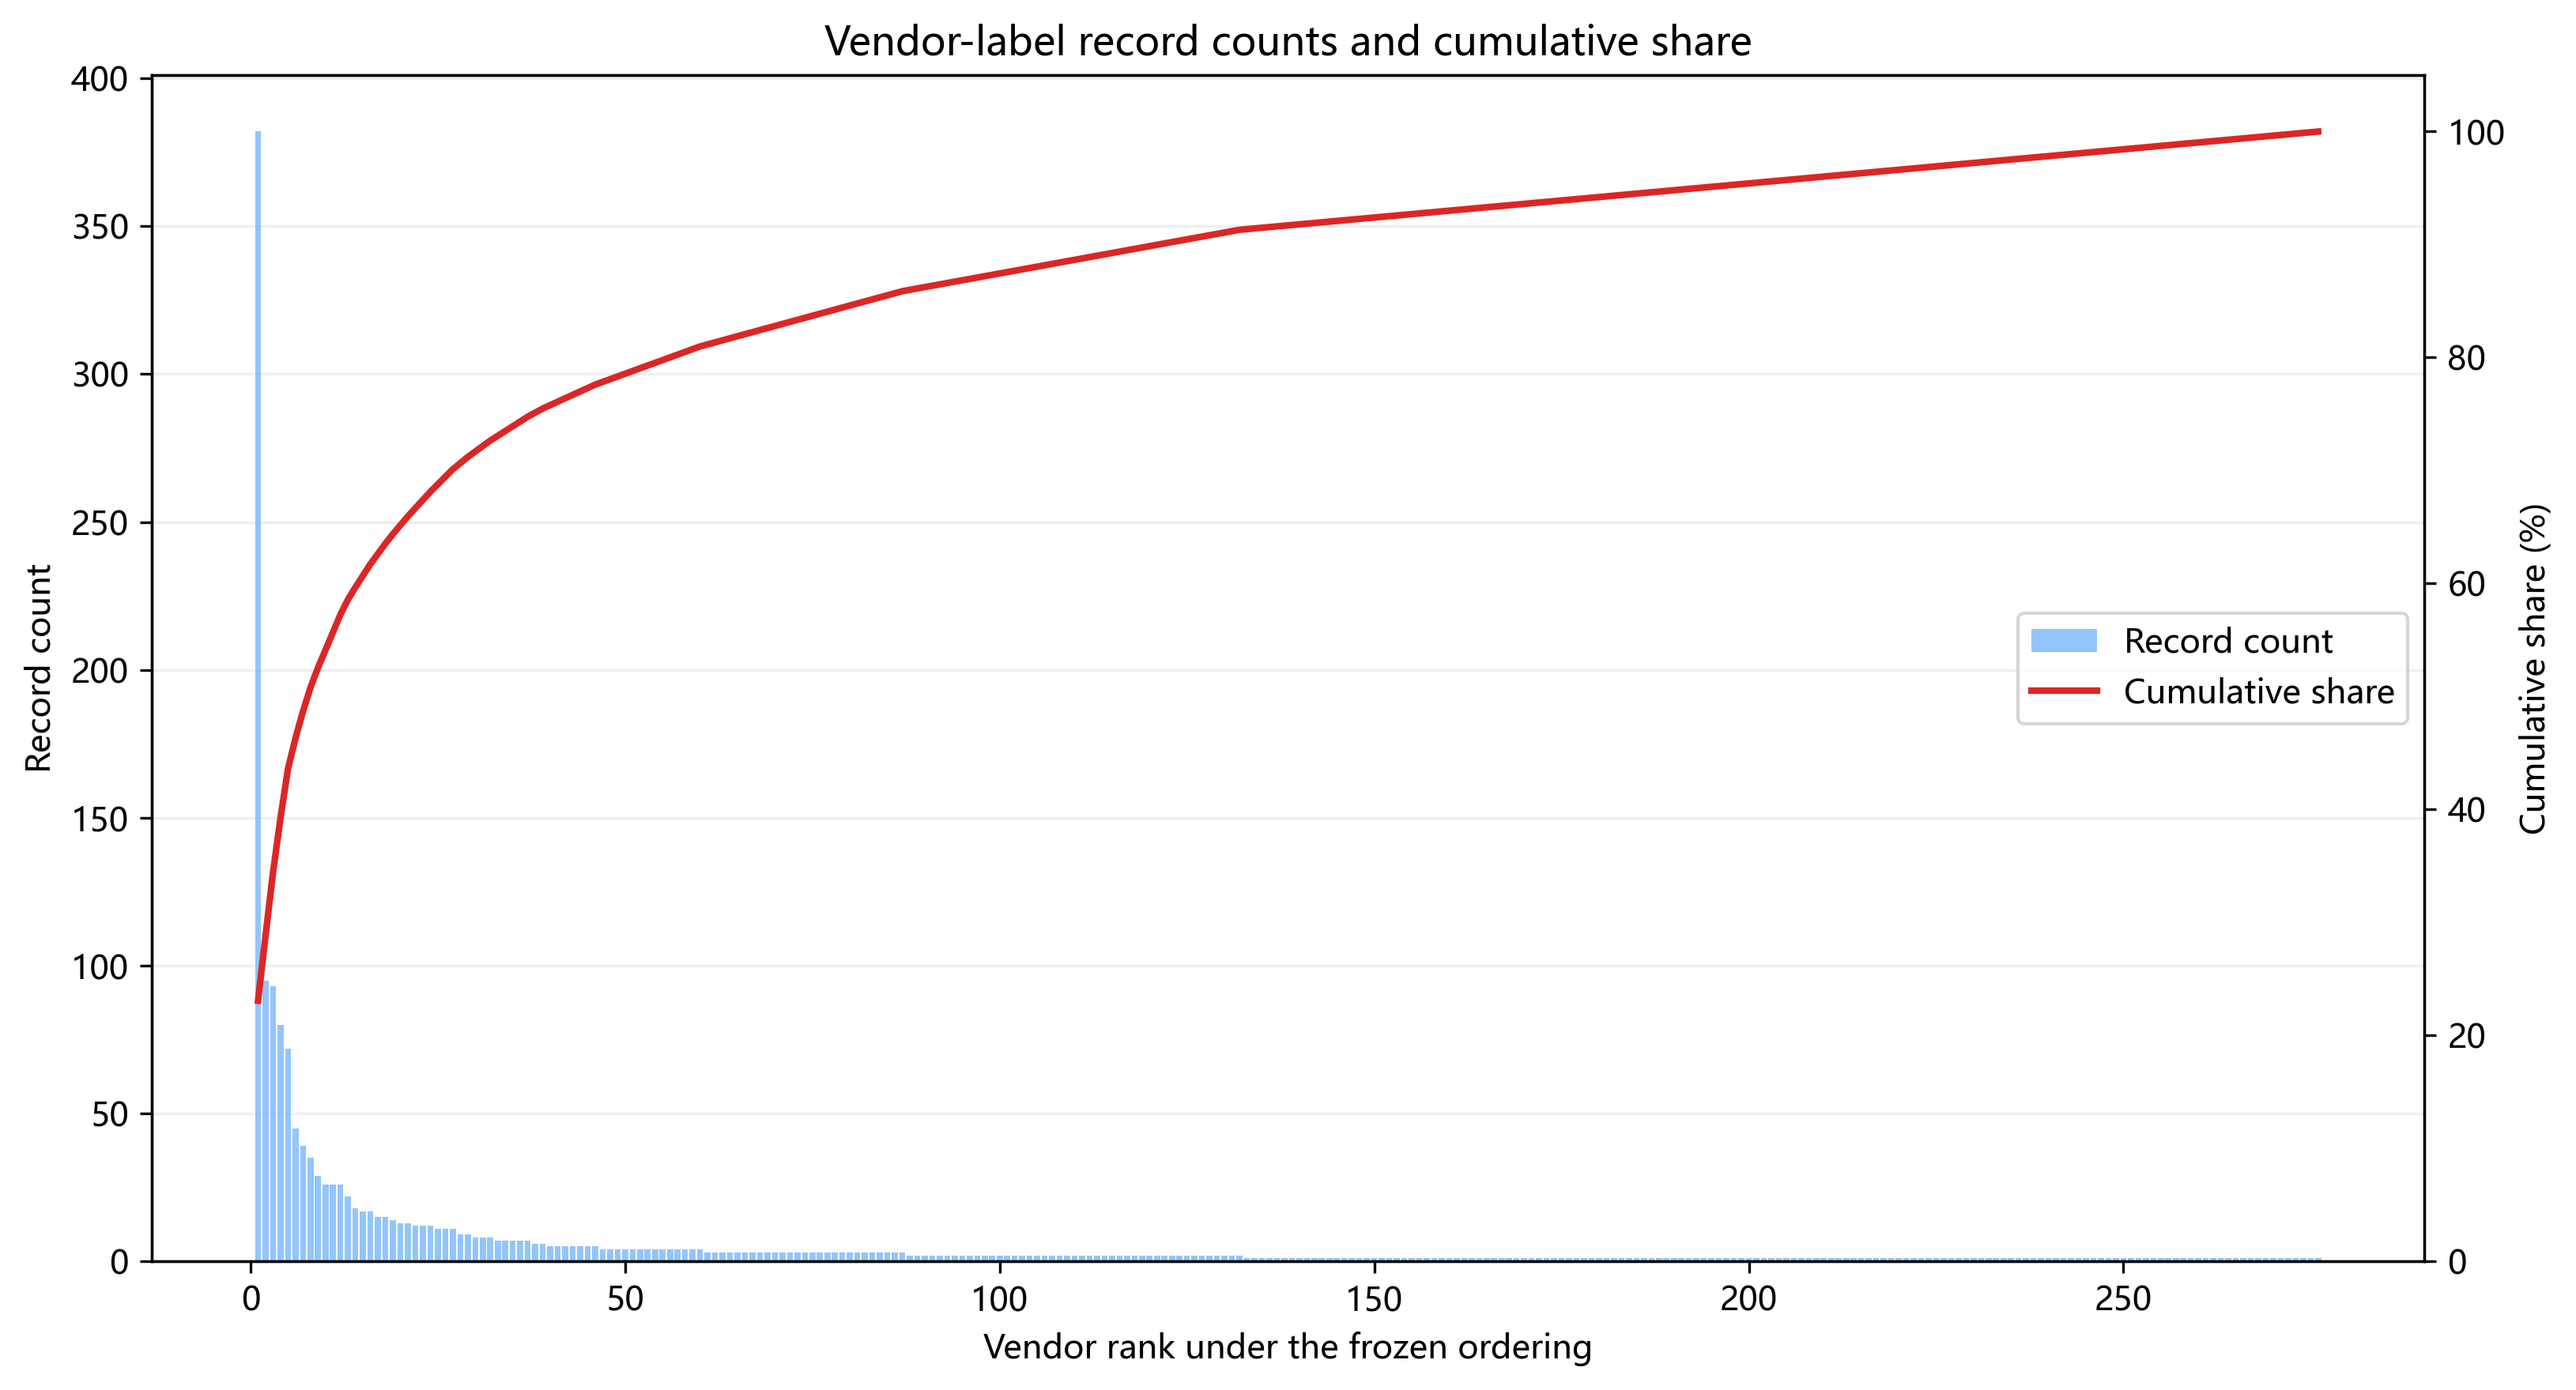 Vendor-label record counts and cumulative share
400
350
300
250
200
150
100
50
0
Record count
100
80
60
40
20
0
Cumulative share (%)
Record count
Cumulative share
0 50 100 150 200 250
Vendor rank under the frozen ordering